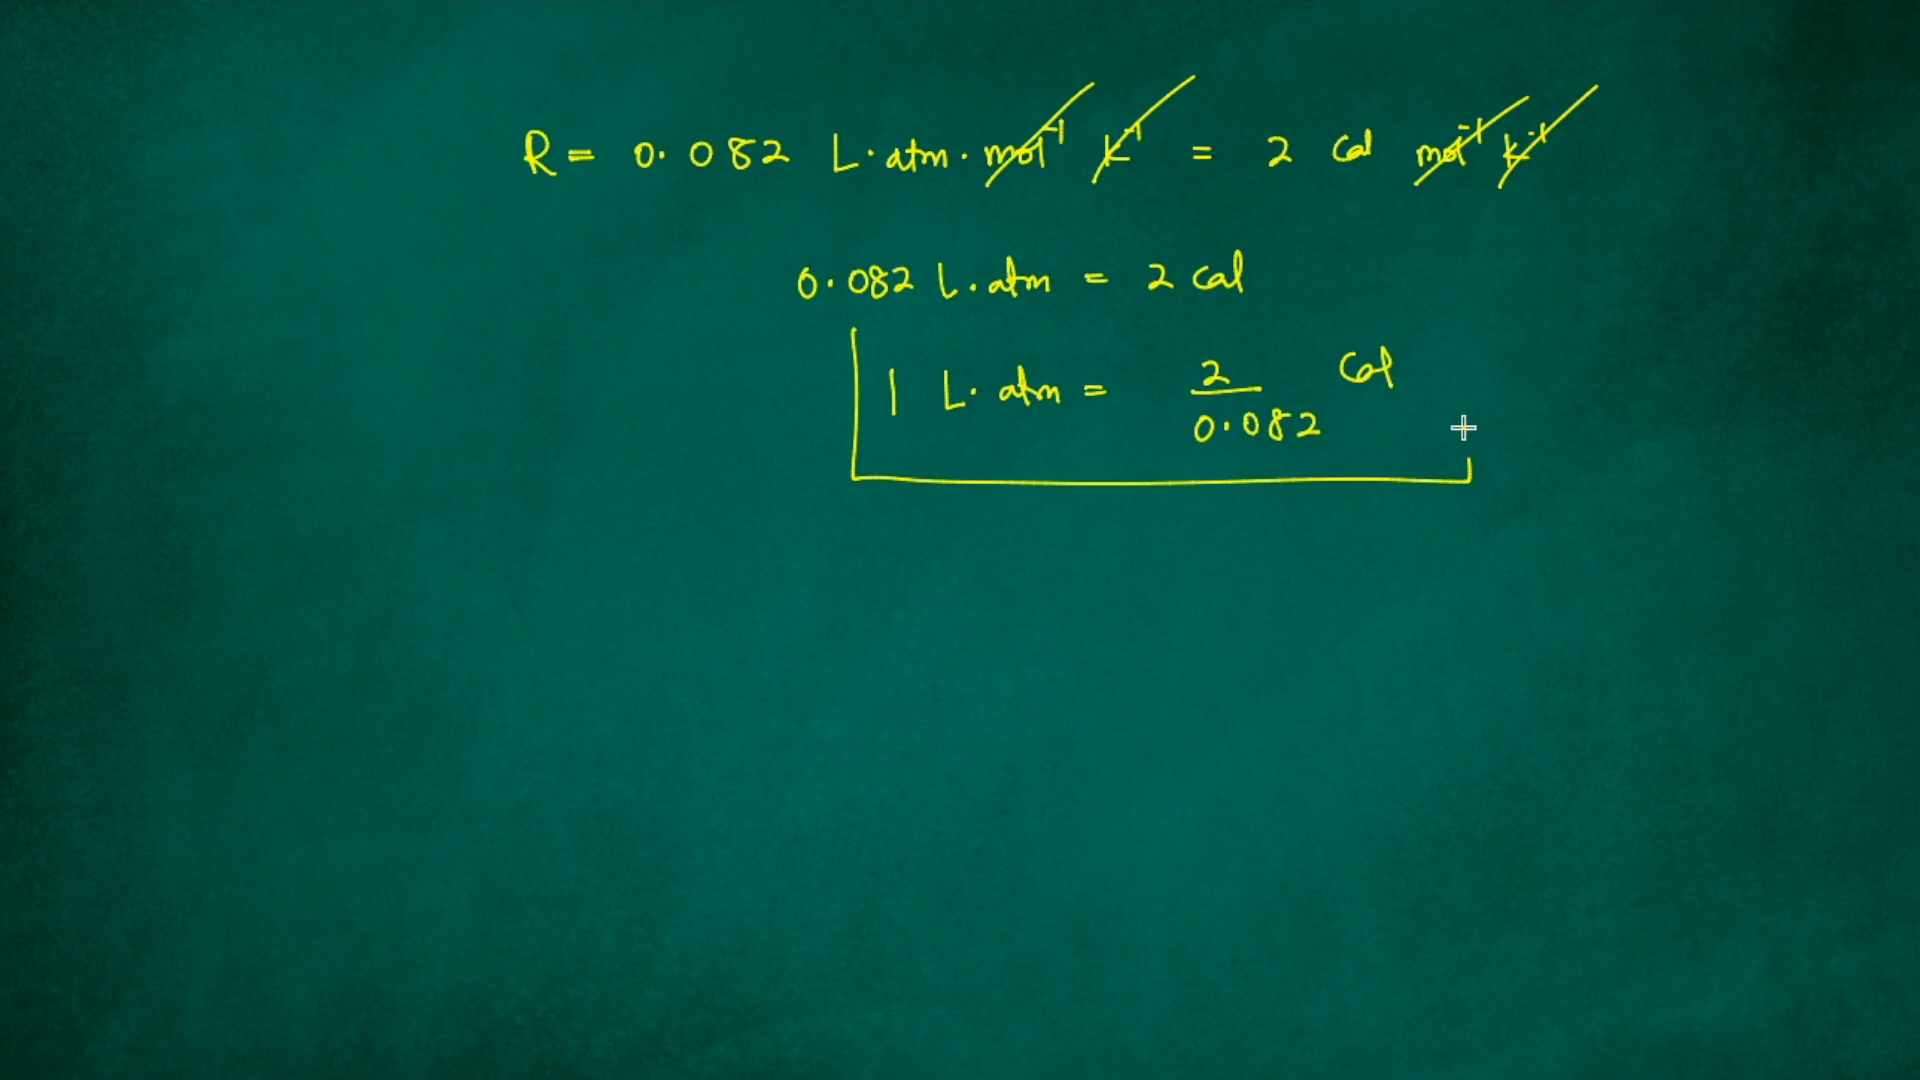 R = 0.082 L.atm.mol⁻¹ K⁻¹ = 2 Cal mol⁻¹ K⁻¹
0.082 L.atm = 2 Cal
1 L.atm = 2/0.082 Cal